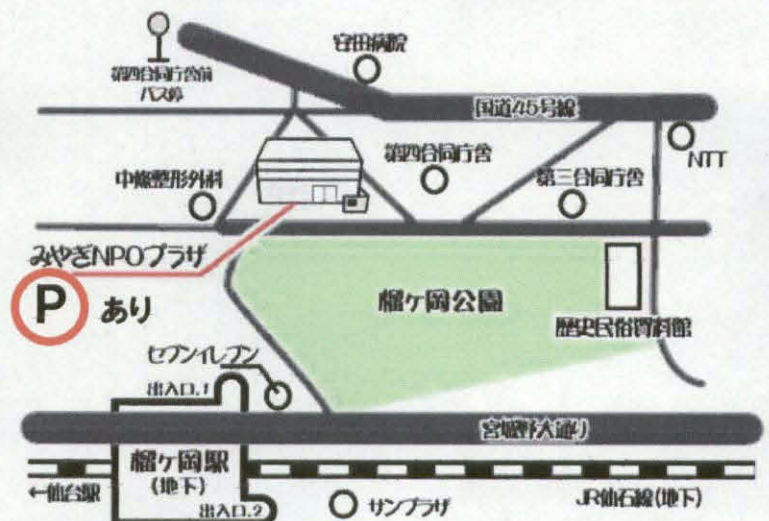 安田病院
第四合同庁舎前
バス停
国道45号線
NTT
第四合同庁舎
中條整形外科
第三合同庁舎
みやぎNPOプラザ
P あり
榴ヶ岡公園
歴史民俗資料館
セブンイレブン
出入口.1
宮城野大通り
榴ヶ岡駅
(地下)
←仙台駅
出入口.2
サンプラザ
JR仙石線(地下)